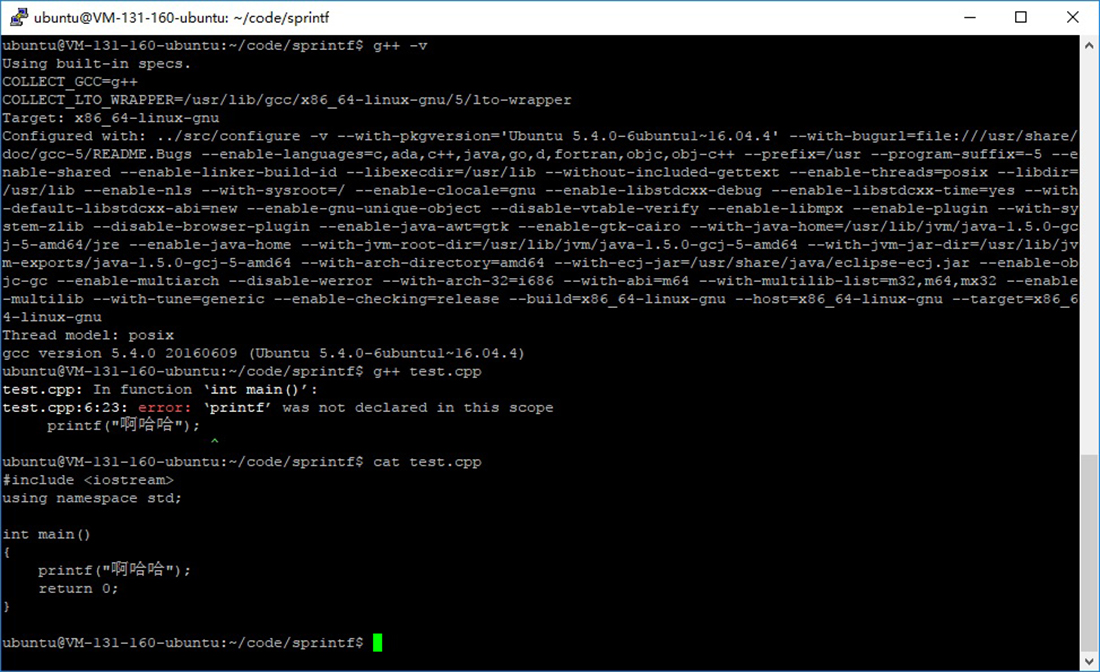 ubuntu@VM-131-160-ubuntu: ~/code/sprintf
ubuntu@VM-131-160-ubuntu:~/code/sprintf$ g++ -v
Using built-in specs.
COLLECT_GCC=g++
COLLECT_LTO_WRAPPER=/usr/lib/gcc/x86_64-linux-gnu/5/lto-wrapper
Target: x86_64-linux-gnu
Configured with: ../src/configure -v --with-pkgversion='Ubuntu 5.4.0-6ubuntu1~16.04.4' --with-bugurl=file:///usr/share/
doc/gcc-5/README.Bugs --enable-languages=c,ada,c++,java,go,d,fortran,objc,obj-c++ --prefix=/usr --program-suffix=-5 --e
nable-shared --enable-linker-build-id --libexecdir=/usr/lib --without-included-gettext --enable-threads=posix --libdir=
/usr/lib --enable-nls --with-sysroot=/ --enable-clocale=gnu --enable-libstdcxx-debug --enable-libstdcxx-time=yes --with
-default-libstdcxx-abi=new --enable-gnu-unique-object --disable-vtable-verify --enable-libmpx --enable-plugin --with-sy
stem-zlib --disable-browser-plugin --enable-java-awt=gtk --enable-gtk-cairo --with-java-home=/usr/lib/jvm/java-1.5.0-gc
j-5-amd64/jre --enable-java-home --with-jvm-root-dir=/usr/lib/jvm/java-1.5.0-gcj-5-amd64 --with-jvm-jar-dir=/usr/lib/jv
m-exports/java-1.5.0-gcj-5-amd64 --with-arch-directory=amd64 --with-ecj-jar=/usr/share/java/eclipse-ecj.jar --enable-ob
jc-gc --enable-multiarch --disable-werror --with-arch-32=i686 --with-abi=m64 --with-multilib-list=m32,m64,mx32 --enable
-multilib --with-tune=generic --enable-checking=release --build=x86_64-linux-gnu --host=x86_64-linux-gnu --target=x86_6
4-linux-gnu
Thread model: posix
gcc version 5.4.0 20160609 (Ubuntu 5.4.0-6ubuntu1~16.04.4)
ubuntu@VM-131-160-ubuntu:~/code/sprintf$ g++ test.cpp
test.cpp: In function ‘int main()’:
test.cpp:6:23: error: ‘printf’ was not declared in this scope
     printf("啊哈哈");
                       ^
ubuntu@VM-131-160-ubuntu:~/code/sprintf$ cat test.cpp
#include <iostream>
using namespace std;

int main()
{
    printf("啊哈哈");
    return 0;
}

ubuntu@VM-131-160-ubuntu:~/code/sprintf$